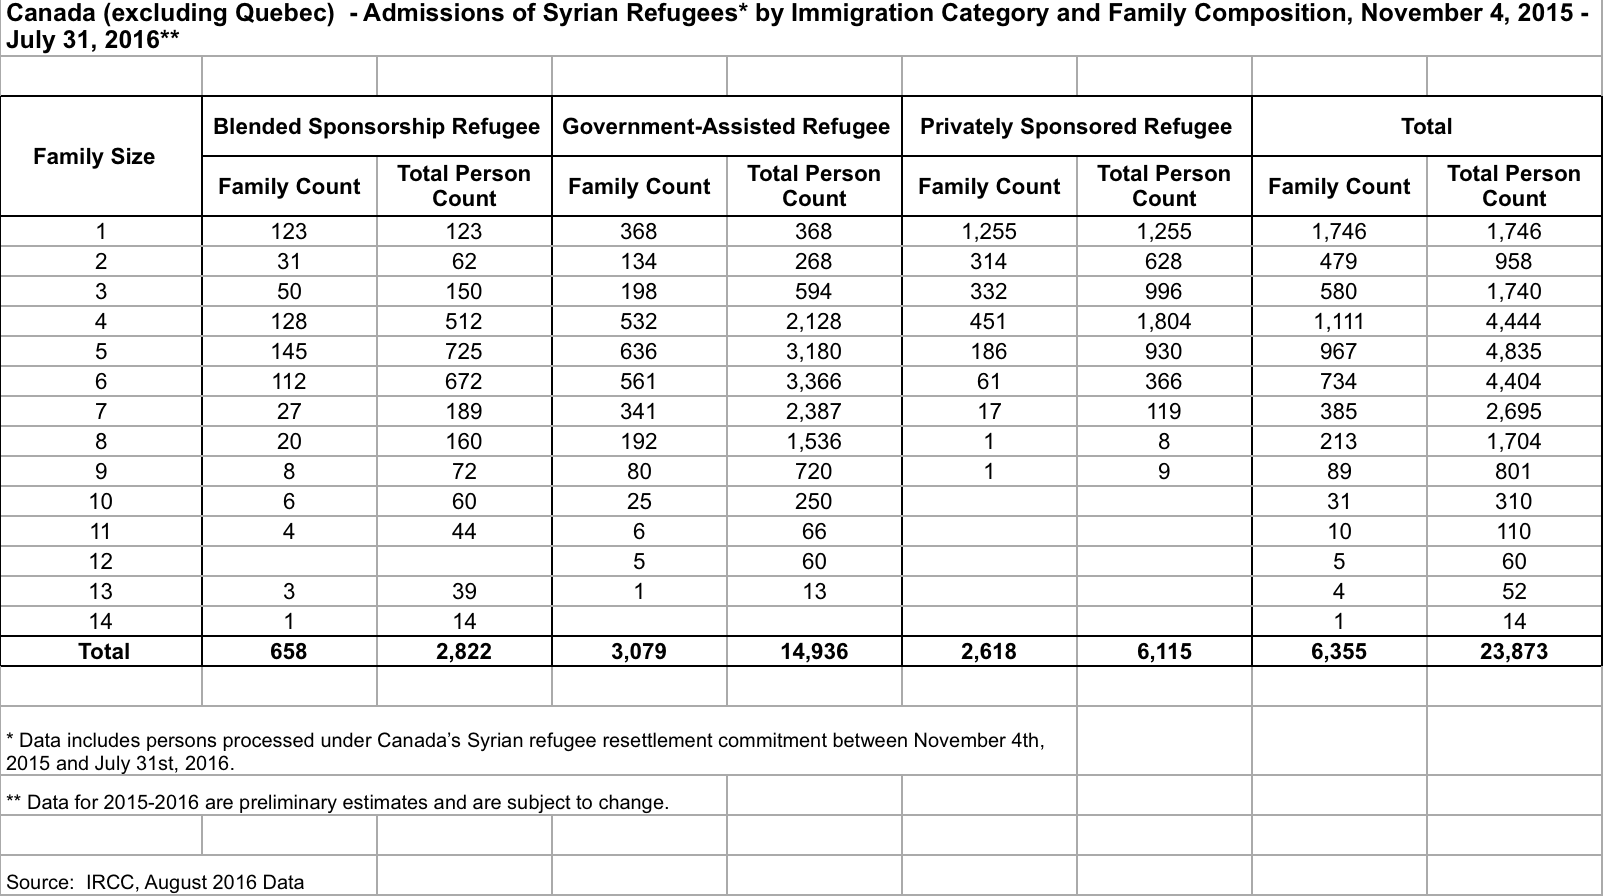 Canada (excluding Quebec)  - Admissions of Syrian Refugees* by Immigration Category and Family Composition, November 4, 2015 -
July 31, 2016**
Family Size Blended Sponsorship Refugee Government-Assisted Refugee Privately Sponsored Refugee Total
Family Count Total Person Count Family Count Total Person Count Family Count Total Person Count Family Count Total Person Count
1 123 123 368 368 1,255 1,255 1,746 1,746
2 31 62 134 268 314 628 479 958
3 50 150 198 594 332 996 580 1,740
4 128 512 532 2,128 451 1,804 1,111 4,444
5 145 725 636 3,180 186 930 967 4,835
6 112 672 561 3,366 61 366 734 4,404
7 27 189 341 2,387 17 119 385 2,695
8 20 160 192 1,536 1 8 213 1,704
9 8 72 80 720 1 9 89 801
10 6 60 25 250 31 310
11 4 44 6 66 10 110
12 5 60 5 60
13 3 39 1 13 4 52
14 1 14 1 14
Total 658 2,822 3,079 14,936 2,618 6,115 6,355 23,873
* Data includes persons processed under Canada’s Syrian refugee resettlement commitment between November 4th,
2015 and July 31st, 2016.
** Data for 2015-2016 are preliminary estimates and are subject to change.
Source:  IRCC, August 2016 Data